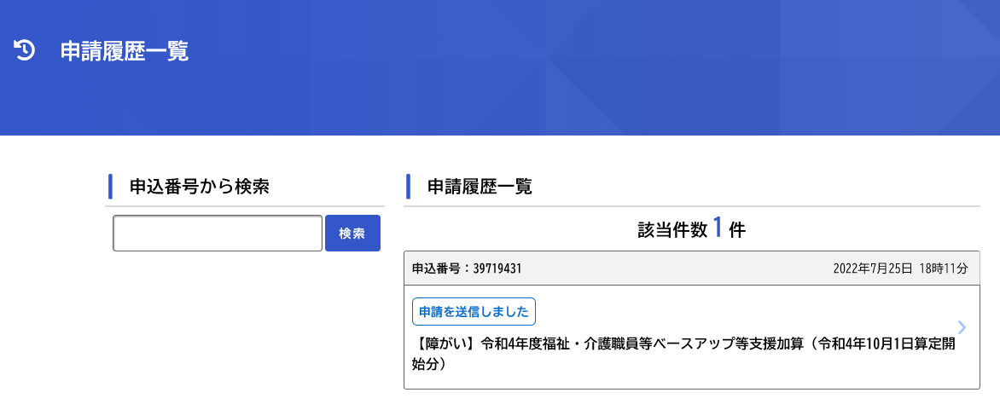 申請履歴一覧
申込番号から検索
検索
申請履歴一覧
該当件数 1 件
申込番号：39719431
2022年7月25日 18時11分
申請を送信しました
【障がい】令和4年度福祉・介護職員等ベースアップ等支援加算（令和4年10月1日算定開
始分）